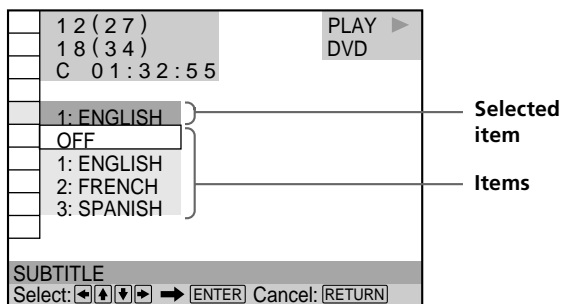 12(27)
18(34)
C 01:32:55
PLAY
DVD
1: ENGLISH
OFF
1: ENGLISH
2: FRENCH
3: SPANISH
Selected
item
Items
SUBTITLE
Select: ENTER Cancel: RETURN